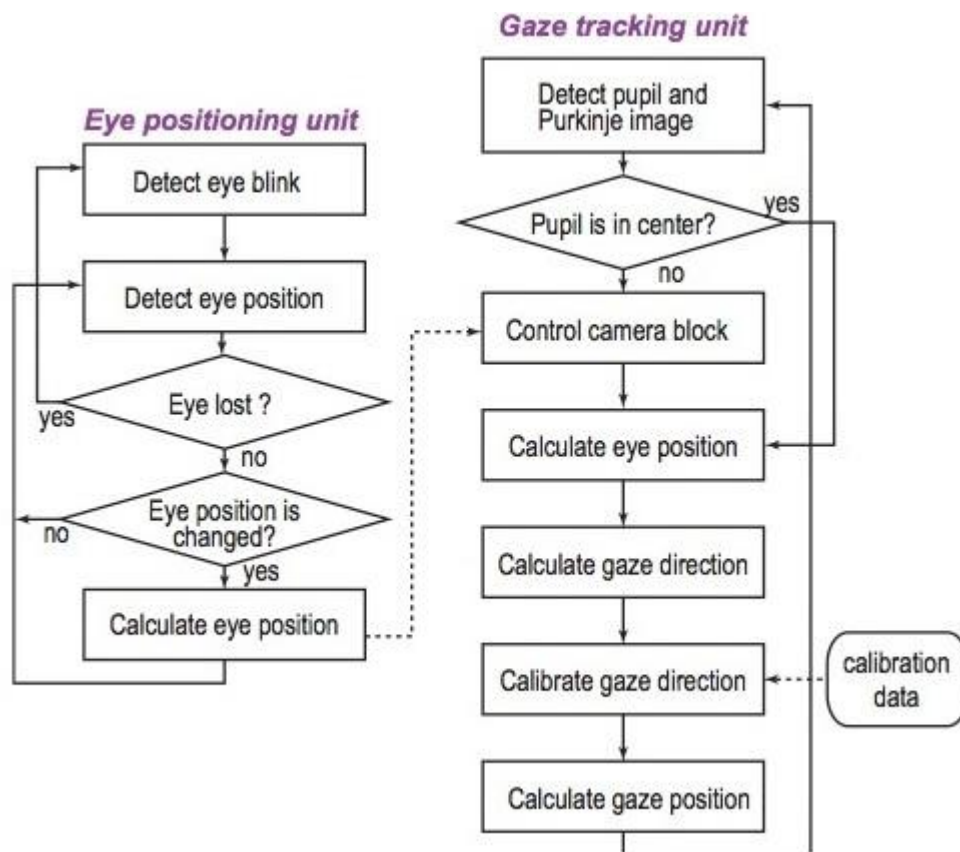 Eye positioning unit
Detect eye blink
Detect eye position
Eye lost ?
yes
no
Eye position is
changed?
no
yes
Calculate eye position
Gaze tracking unit
Detect pupil and
Purkinje image
Pupil is in center?
yes
no
Control camera block
Calculate eye position
Calculate gaze direction
Calibrate gaze direction
calibration
data
Calculate gaze position